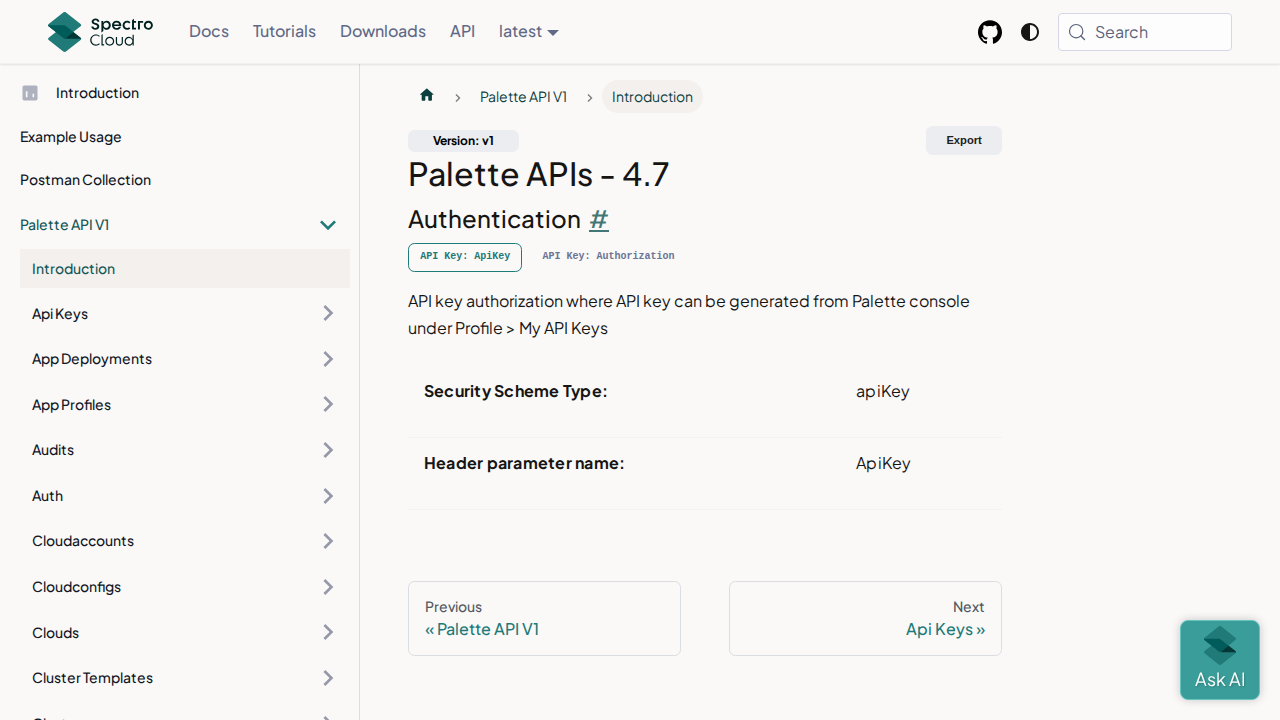 Spectro
Cloud
Docs
Tutorials
Downloads
API
latest
Search
Introduction
Example Usage
Postman Collection
Palette API V1
Introduction
Api Keys
App Deployments
App Profiles
Audits
Auth
Cloudaccounts
Cloudconfigs
Clouds
Cluster Templates
Palette API V1
Introduction
Version: v1
Export
Palette APIs - 4.7
Authentication #
API Key: ApiKey
API Key: Authorization
API key authorization where API key can be generated from Palette console
under Profile > My API Keys
Security Scheme Type: apiKey
Header parameter name: ApiKey
Previous
« Palette API V1
Next
Api Keys »
Ask AI